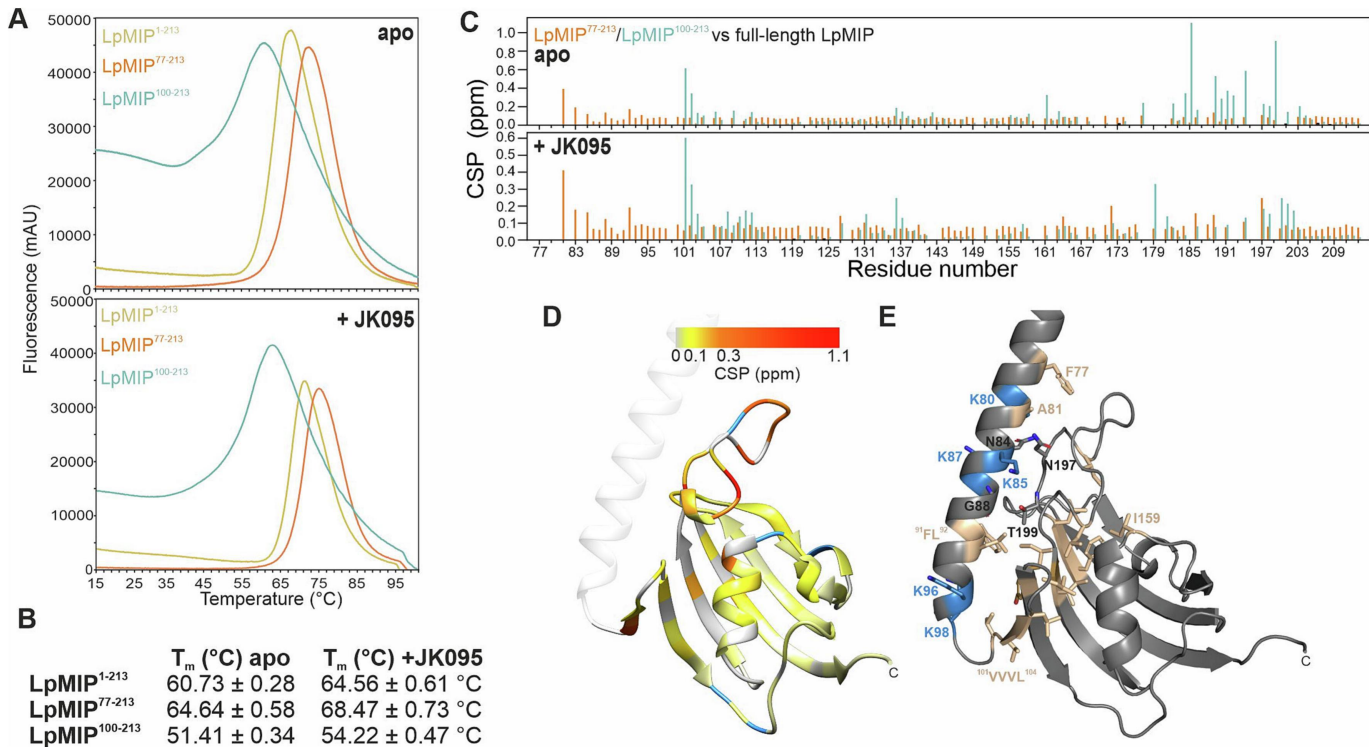 A
50000
40000
30000
20000
10000
0
apo
LpMIP1-213
LpMIP77-213
LpMIP100-213
Fluorescence (mAU)
50000
40000
30000
20000
10000
0
+ JK095
LpMIP1-213
LpMIP77-213
LpMIP100-213
15 25 35 45 55 65 75 85 95
Temperature (°C)
B
Tm (°C) apo Tm (°C) +JK095
LpMIP1-213 60.73 ± 0.28 64.56 ± 0.61 °C
LpMIP77-213 64.64 ± 0.58 68.47 ± 0.73 °C
LpMIP100-213 51.41 ± 0.34 54.22 ± 0.47 °C
C
LpMIP77-213/LpMIP100-213 vs full-length LpMIP
apo
1.0
0.8
0.6
0.4
0.2
0.0
CSP (ppm)
+ JK095
0.6
0.5
0.4
0.3
0.2
0.1
0.0
77 83 89 95 101 107 113 119 125 131 137 143 149 155 161 167 173 179 185 191 197 203 209
Residue number
D
0 0.1 0.3 1.1
CSP (ppm)
C
E
F77
K80
A81
N84
K87
N197
K85
G88
I159
T199
91FL92
K96
K98
101VVVL104
C